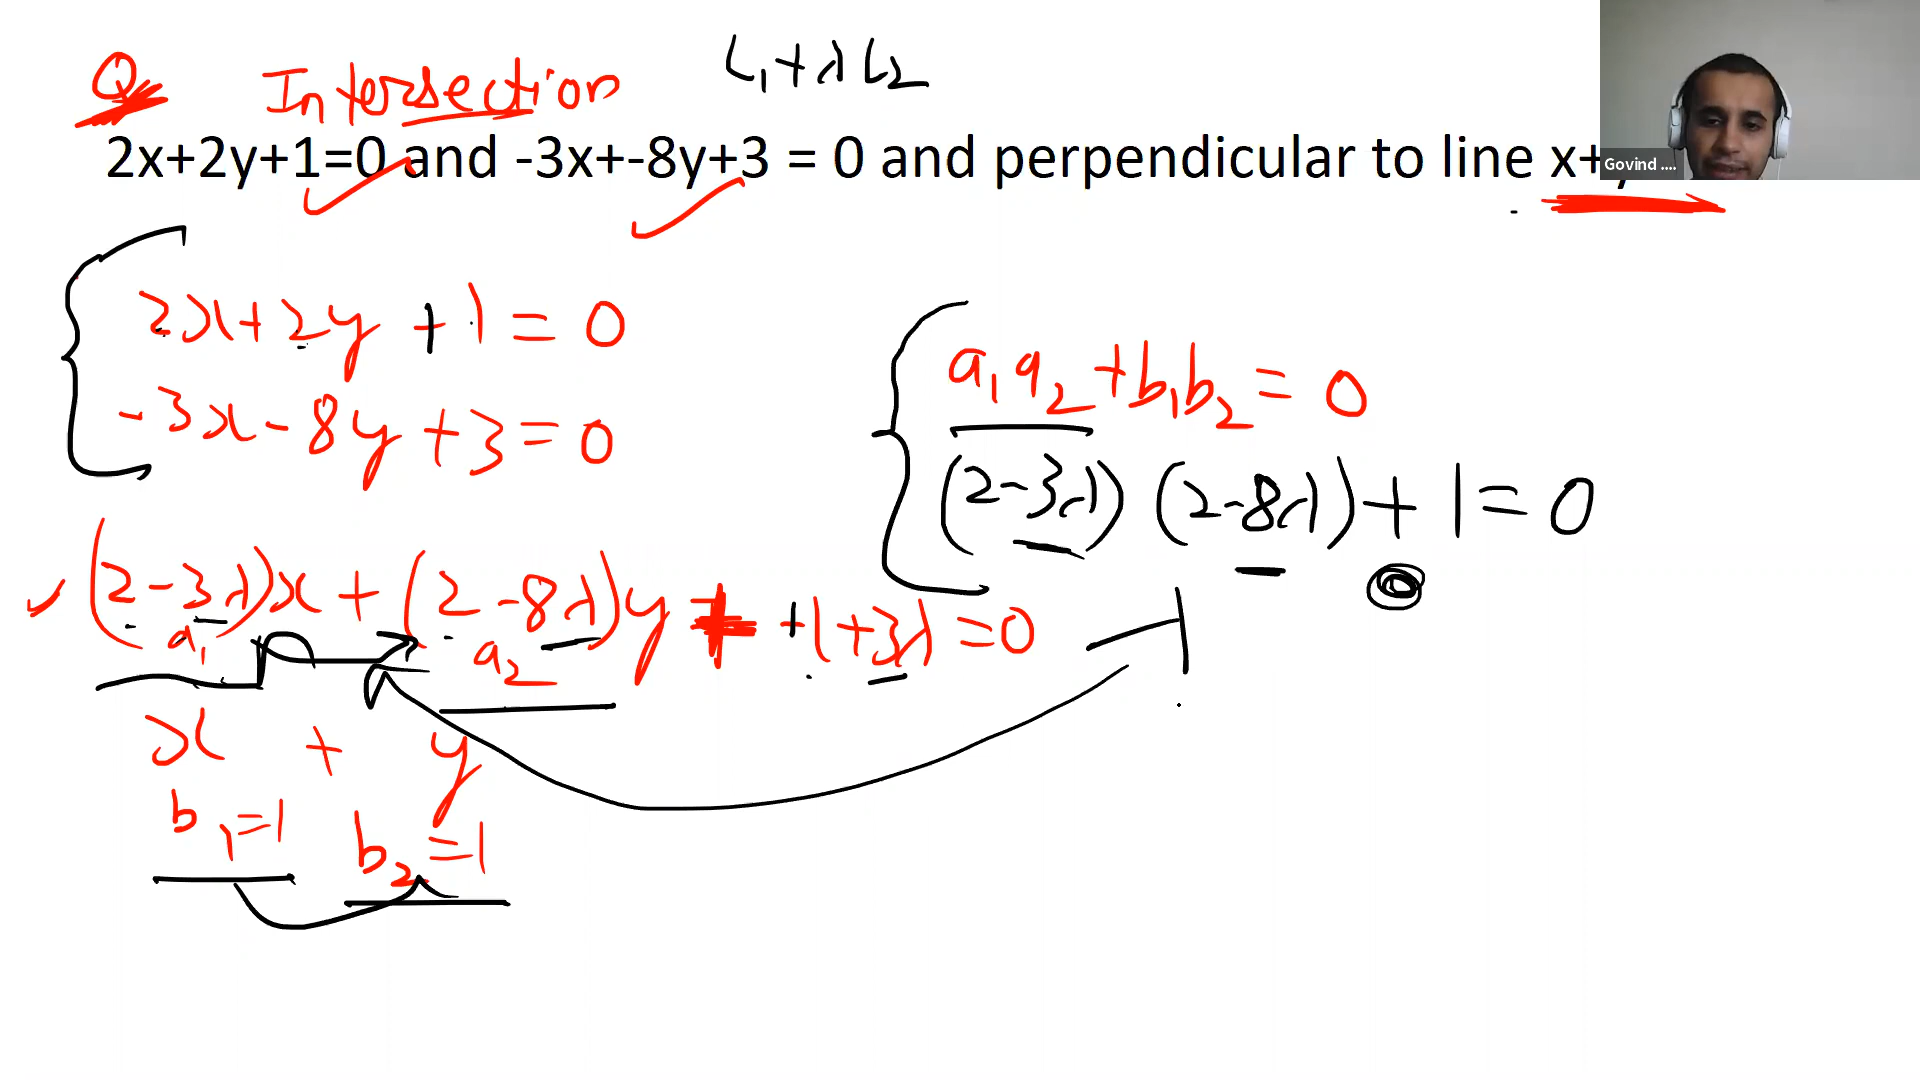 Q Intersection L₁+λL₂
2x+2y+1=0 and -3x+-8y+3 = 0 and perpendicular to line x+
Govind ....
2x+2y+1=0
-3x-8y+3=0
a₁a₂+b₁b₂=0
(2-3λ)(2-8λ)+1=0
(2-3λ)x+(2-8λ)y + +1+3λ=0
a₁ a₂
x + y
b₁=1 b₂=1